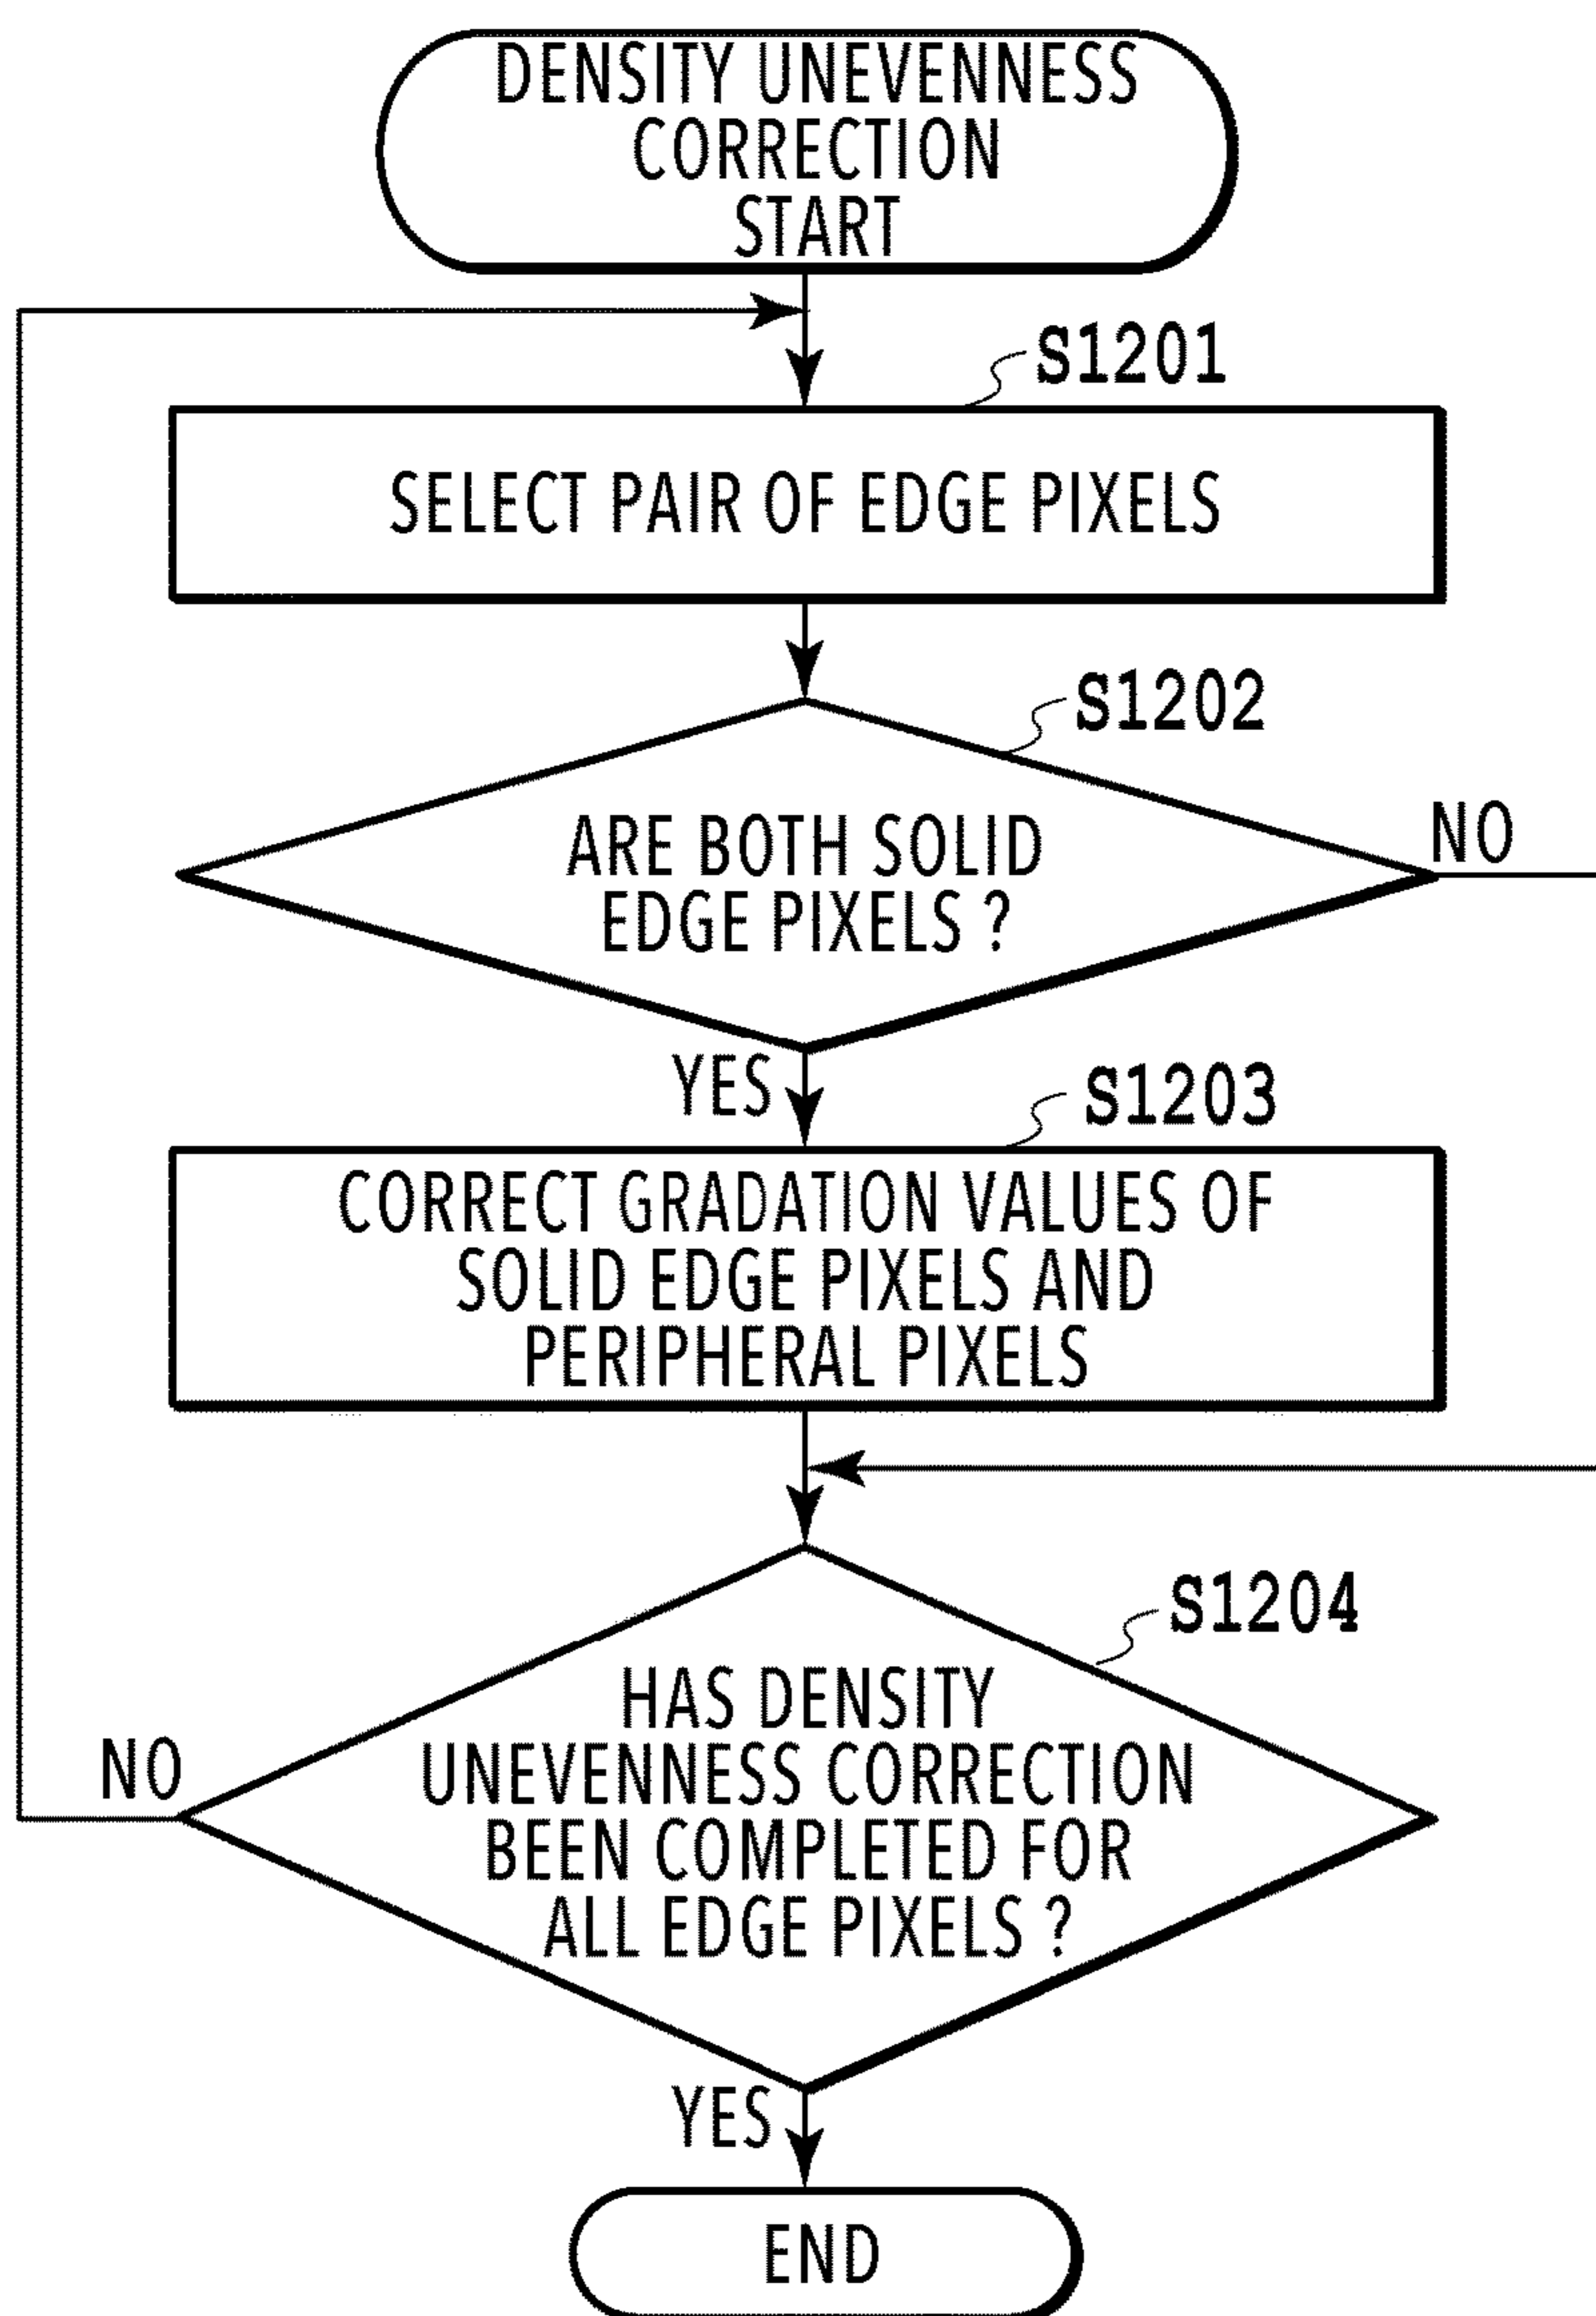 DENSITY UNEVENNESS
CORRECTION
START
S1201
SELECT PAIR OF EDGE PIXELS
S1202
ARE BOTH SOLID
EDGE PIXELS ?
NO
YES
S1203
CORRECT GRADATION VALUES OF
SOLID EDGE PIXELS AND
PERIPHERAL PIXELS
S1204
HAS DENSITY
UNEVENNESS CORRECTION
BEEN COMPLETED FOR
ALL EDGE PIXELS ?
NO
YES
END